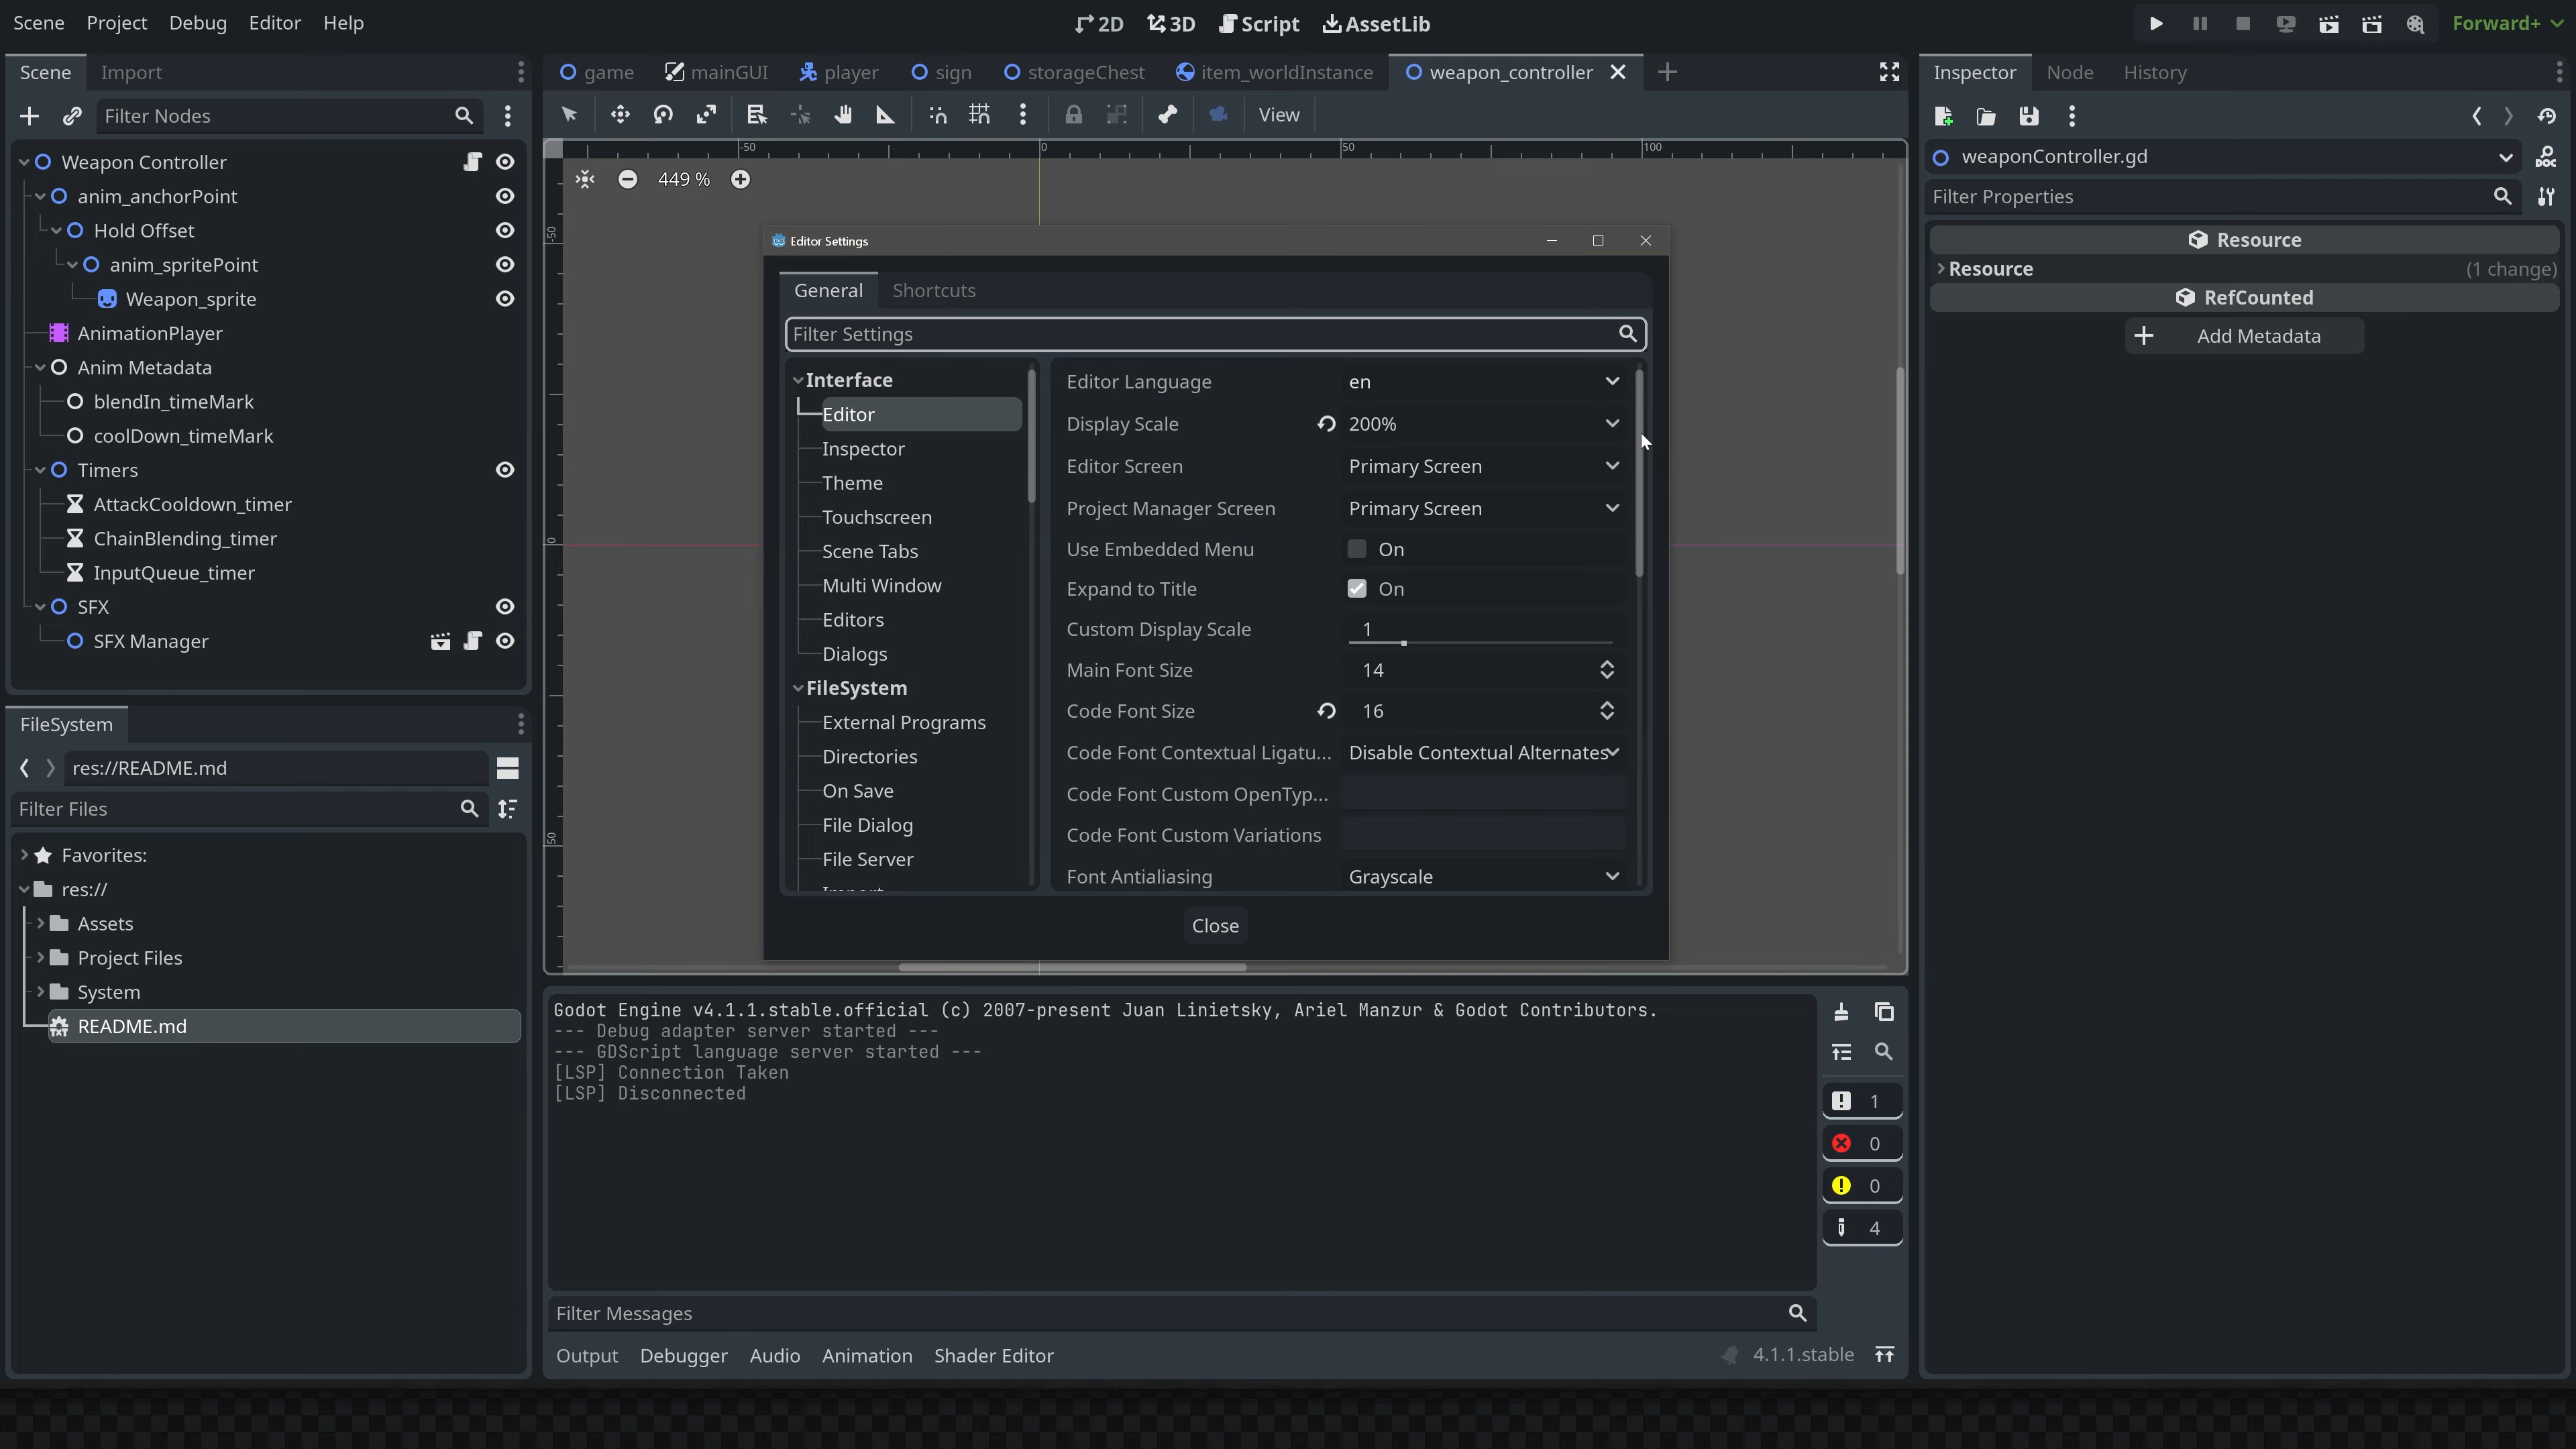 Scene Project Debug Editor Help
2D 3D Script AssetLib
Forward+
Scene Import
Filter Nodes
Weapon Controller
anim_anchorPoint
Hold Offset
anim_spritePoint
Weapon_sprite
AnimationPlayer
Anim Metadata
blendIn_timeMark
coolDown_timeMark
Timers
AttackCooldown_timer
ChainBlending_timer
InputQueue_timer
SFX
SFX Manager
FileSystem
res://README.md
Filter Files
Favorites:
res://
Assets
Project Files
System
README.md
game mainGUI player sign storageChest item_worldInstance weapon_controller
View
-50 0 50 100
449 %
-50
0
50
Editor Settings
General Shortcuts
Filter Settings
Interface
Editor
Inspector
Theme
Touchscreen
Scene Tabs
Multi Window
Editors
Dialogs
FileSystem
External Programs
Directories
On Save
File Dialog
File Server
Import
Editor Language en
Display Scale 200%
Editor Screen Primary Screen
Project Manager Screen Primary Screen
Use Embedded Menu On
Expand to Title On
Custom Display Scale 1
Main Font Size 14
Code Font Size 16
Code Font Contextual Ligatu... Disable Contextual Alternates
Code Font Custom OpenTyp...
Code Font Custom Variations
Font Antialiasing Grayscale
Close
Godot Engine v4.1.1.stable.official (c) 2007-present Juan Linietsky, Ariel Manzur & Godot Contributors.
--- Debug adapter server started ---
--- GDScript language server started ---
[LSP] Connection Taken
[LSP] Disconnected
1
0
0
4
Filter Messages
Output Debugger Audio Animation Shader Editor
4.1.1.stable
Inspector Node History
weaponController.gd
DOC
Filter Properties
Resource
Resource (1 change)
RefCounted
Add Metadata